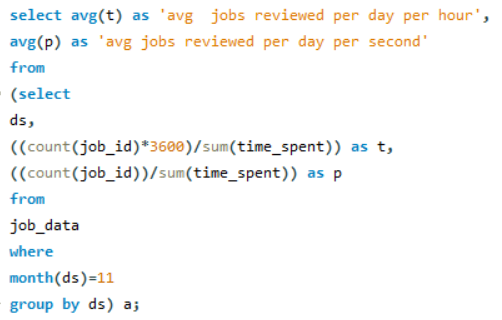 select avg(t) as 'avg  jobs reviewed per day per hour',
avg(p) as 'avg jobs reviewed per day per second'
from
(select
ds,
((count(job_id)*3600)/sum(time_spent)) as t,
((count(job_id))/sum(time_spent)) as p
from
job_data
where
month(ds)=11
group by ds) a;